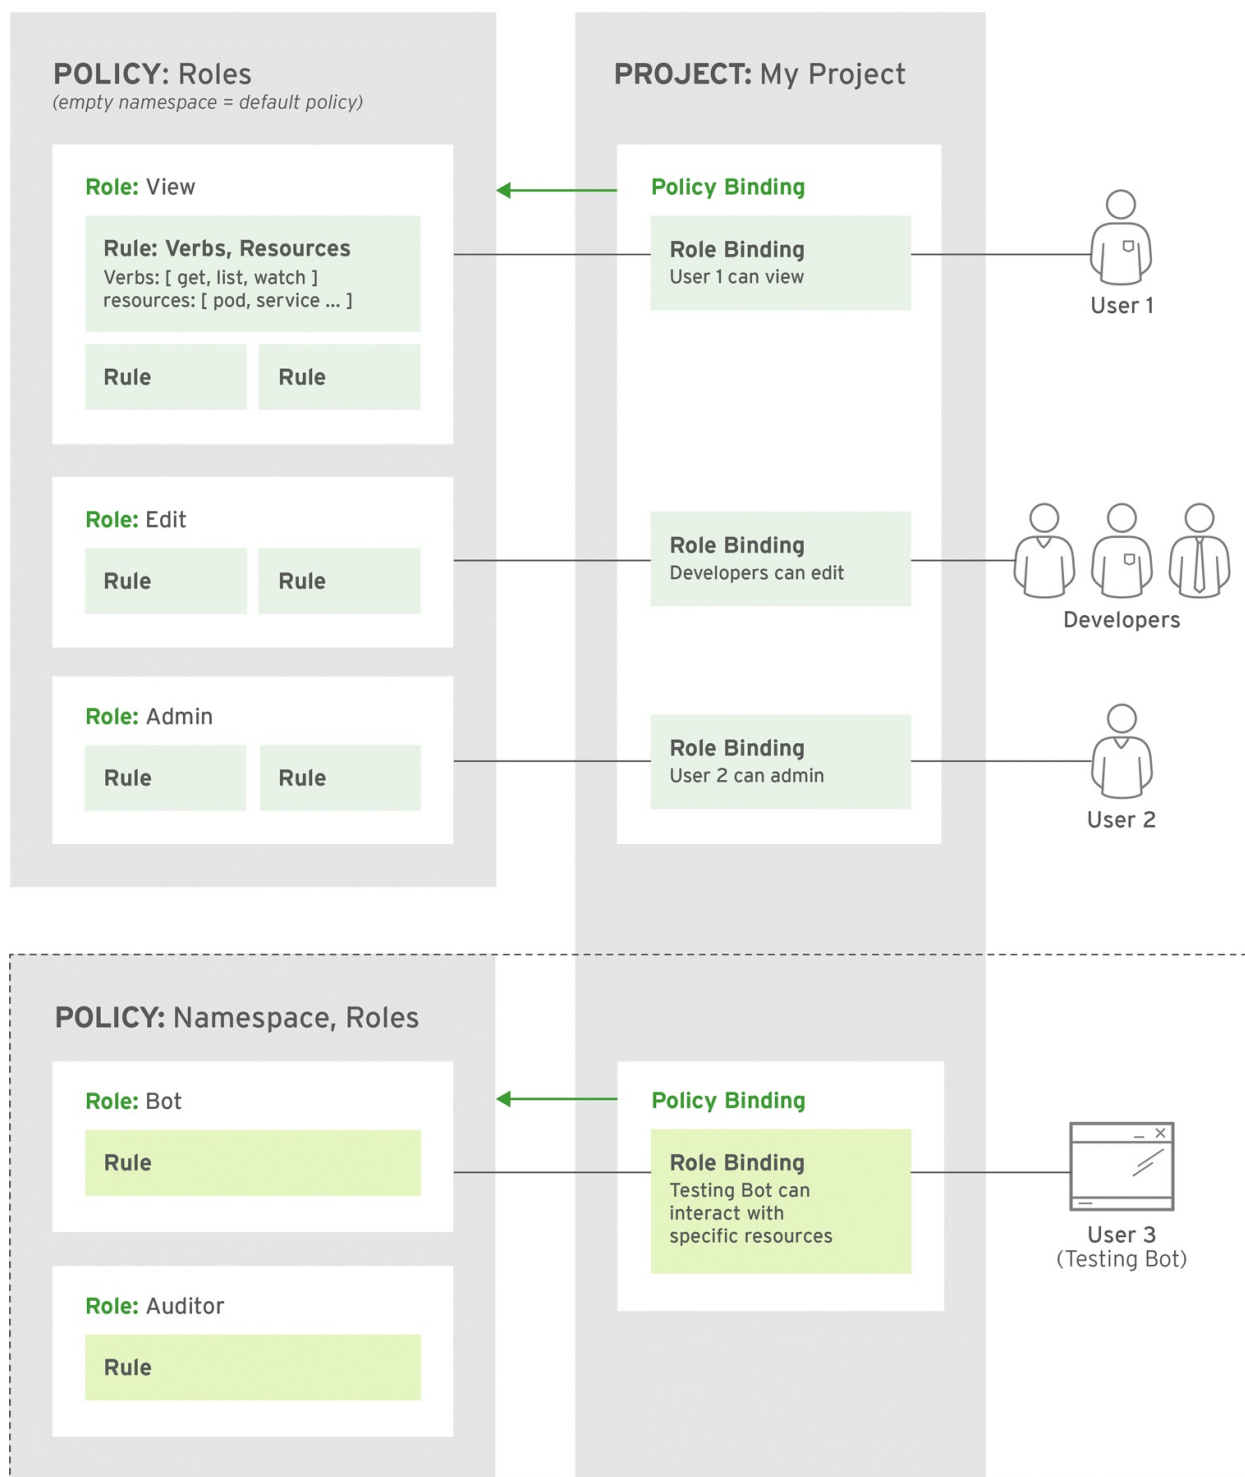 POLICY: Roles
(empty namespace = default policy)
Role: View
Rule: Verbs, Resources
Verbs: [ get, list, watch ]
resources: [ pod, service ... ]
Rule
Rule
Role: Edit
Rule
Rule
Role: Admin
Rule
Rule
PROJECT: My Project
Policy Binding
Role Binding
User 1 can view
Role Binding
Developers can edit
Role Binding
User 2 can admin
User 1
Developers
User 2
POLICY: Namespace, Roles
Role: Bot
Rule
Role: Auditor
Rule
Policy Binding
Role Binding
Testing Bot can
interact with
specific resources
User 3
(Testing Bot)